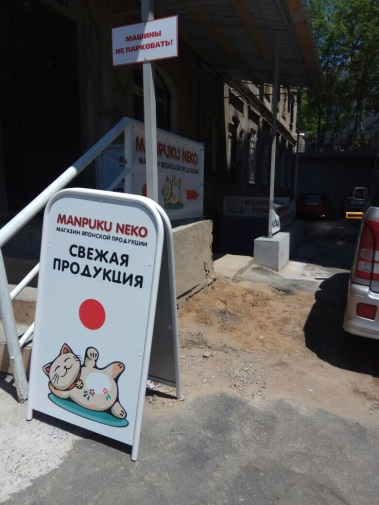 МАШИНЫ
НЕ ПАРКОВАТЬ!
MANPUKU NEKO
МАГАЗИН ЯПОНСКОЙ ПРОДУКЦИИ
MANPUKU NEKO
МАГАЗИН ЯПОНСКОЙ ПРОДУКЦИИ
СВЕЖАЯ
ПРОДУКЦИЯ